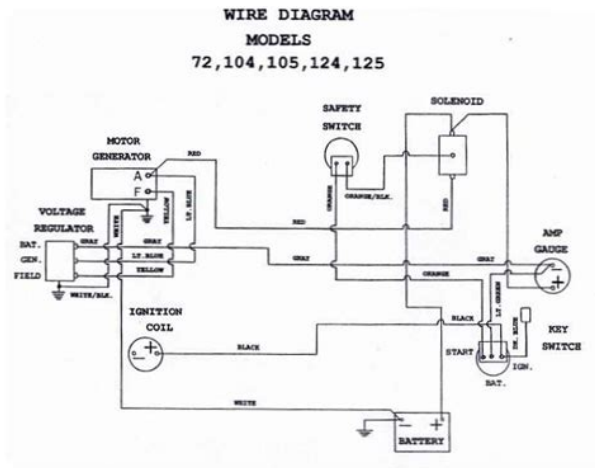 WIRE DIAGRAM
MODELS
72,104,105,124,125
SAFETY
SWITCH
SOLENOID
MOTOR
GENERATOR
RED
A
F
ORANGE/BLK.
ORANGE
RED
LT.BLUE
YELLOW
WHITE
VOLTAGE
REGULATOR
RED
AMP
GAUGE
BAT.
GRAY
GRAY
GEN.
LT.BLUE
GRAY
FIELD
YELLOW
ORANGE
- +
WHITE/BLK.
LT.GREEN
IGNITION
COIL
BLACK
DK.BLUE
KEY
SWITCH
- +
BLACK
START
IGN.
BAT.
WHITE
- +
BATTERY